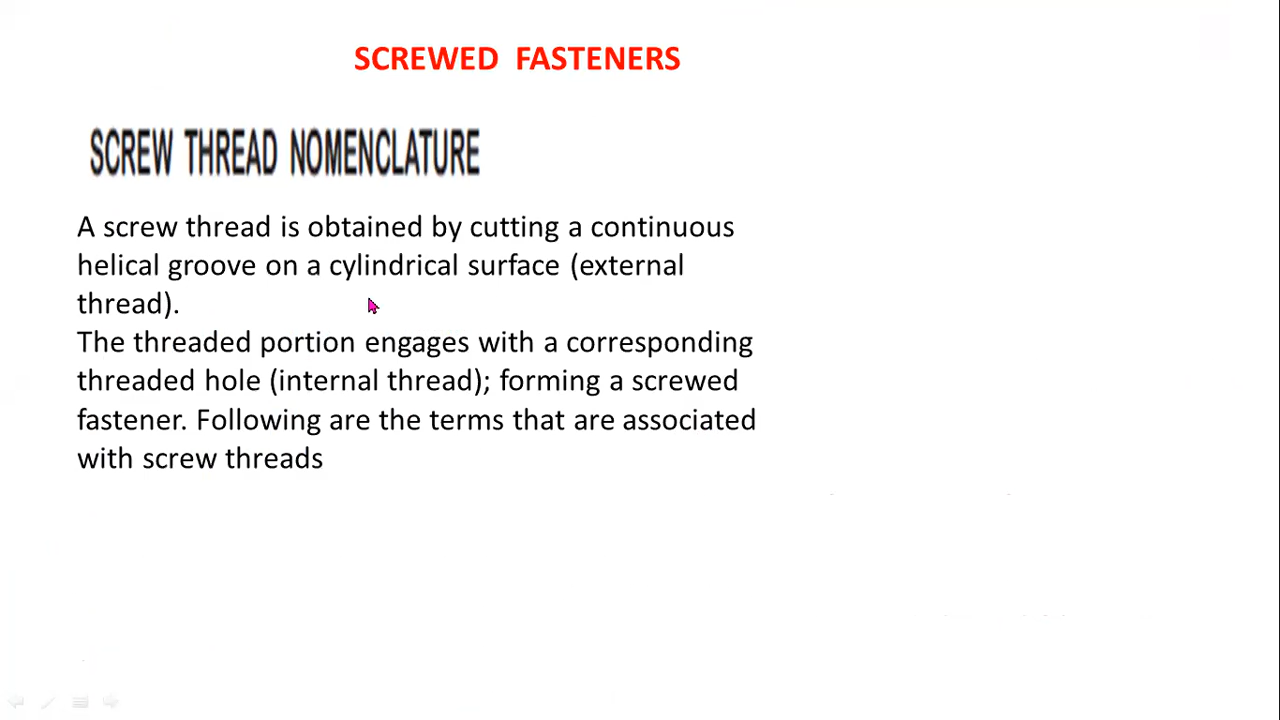 SCREWED FASTENERS
SCREW THREAD NOMENCLATURE
A screw thread is obtained by cutting a continuous
helical groove on a cylindrical surface (external
thread).
The threaded portion engages with a corresponding
threaded hole (internal thread); forming a screwed
fastener. Following are the terms that are associated
with screw threads